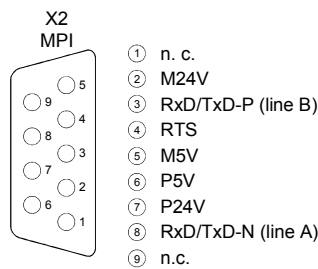 X2
MPI
5
9
4
8
3
7
2
6
1
1 n. c.
2 M24V
3 RxD/TxD-P (line B)
4 RTS
5 M5V
6 P5V
7 P24V
8 RxD/TxD-N (line A)
9 n.c.